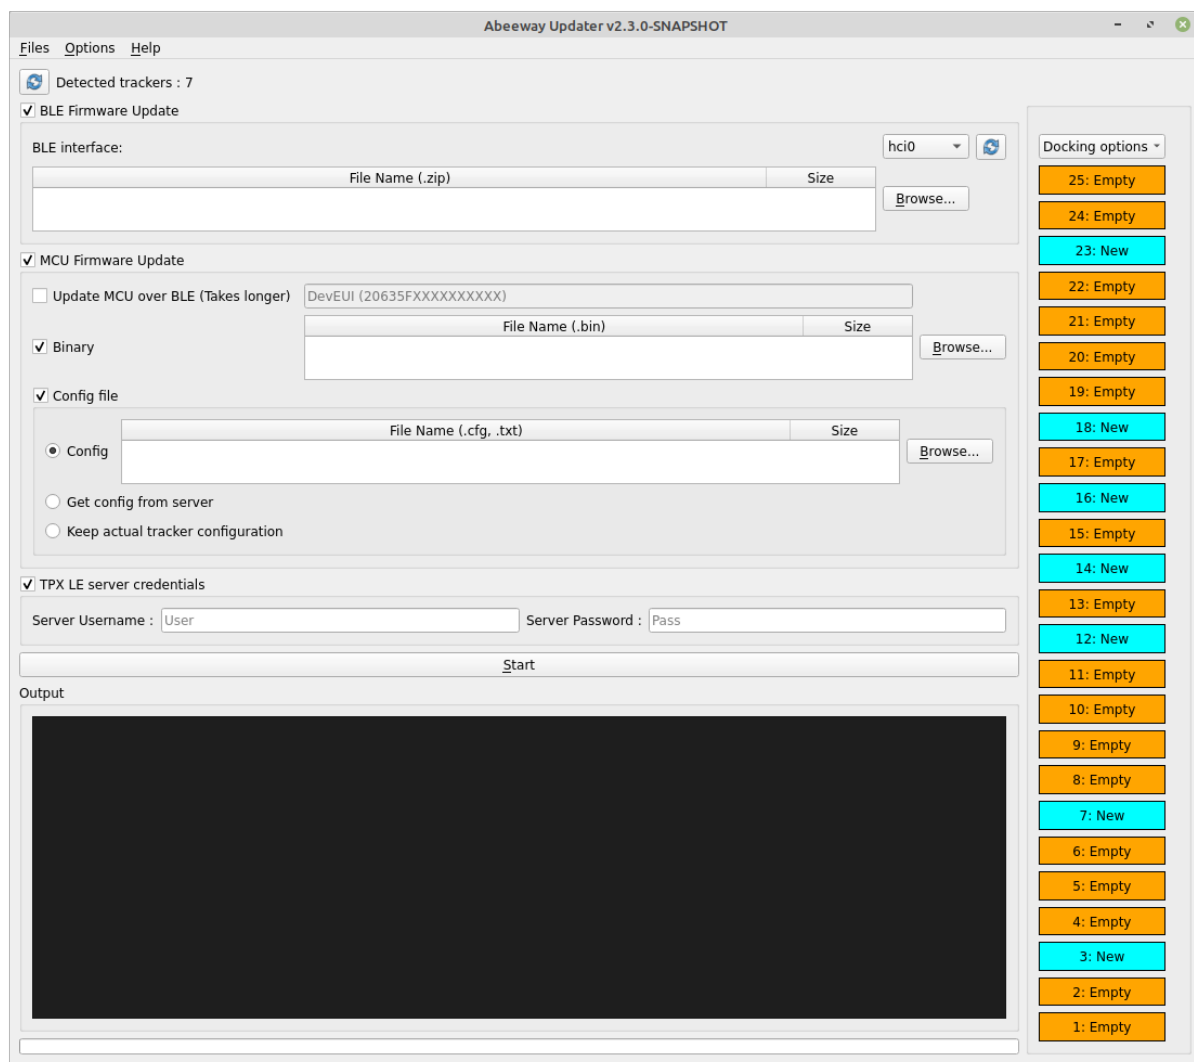 Abeeway Updater v2.3.0-SNAPSHOT
Files Options Help
Detected trackers : 7
BLE Firmware Update
BLE interface:
hci0
File Name (.zip) Size
Browse...
MCU Firmware Update
Update MCU over BLE (Takes longer) DevEUI (20635FXXXXXXXXXX)
File Name (.bin) Size
Binary
Browse...
Config file
File Name (.cfg, .txt) Size
Config
Browse...
Get config from server
Keep actual tracker configuration
TPX LE server credentials
Server Username : User Server Password : Pass
Start
Output
Docking options
25: Empty
24: Empty
23: New
22: Empty
21: Empty
20: Empty
19: Empty
18: New
17: Empty
16: New
15: Empty
14: New
13: Empty
12: New
11: Empty
10: Empty
9: Empty
8: Empty
7: New
6: Empty
5: Empty
4: Empty
3: New
2: Empty
1: Empty